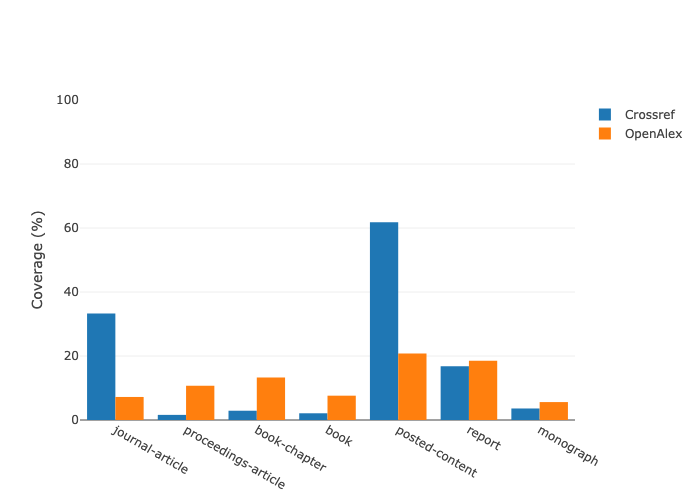 100
80
60
40
20
0
Coverage (%)
journal-article
proceedings-article
book-chapter
book
posted-content
report
monograph
Crossref
OpenAlex